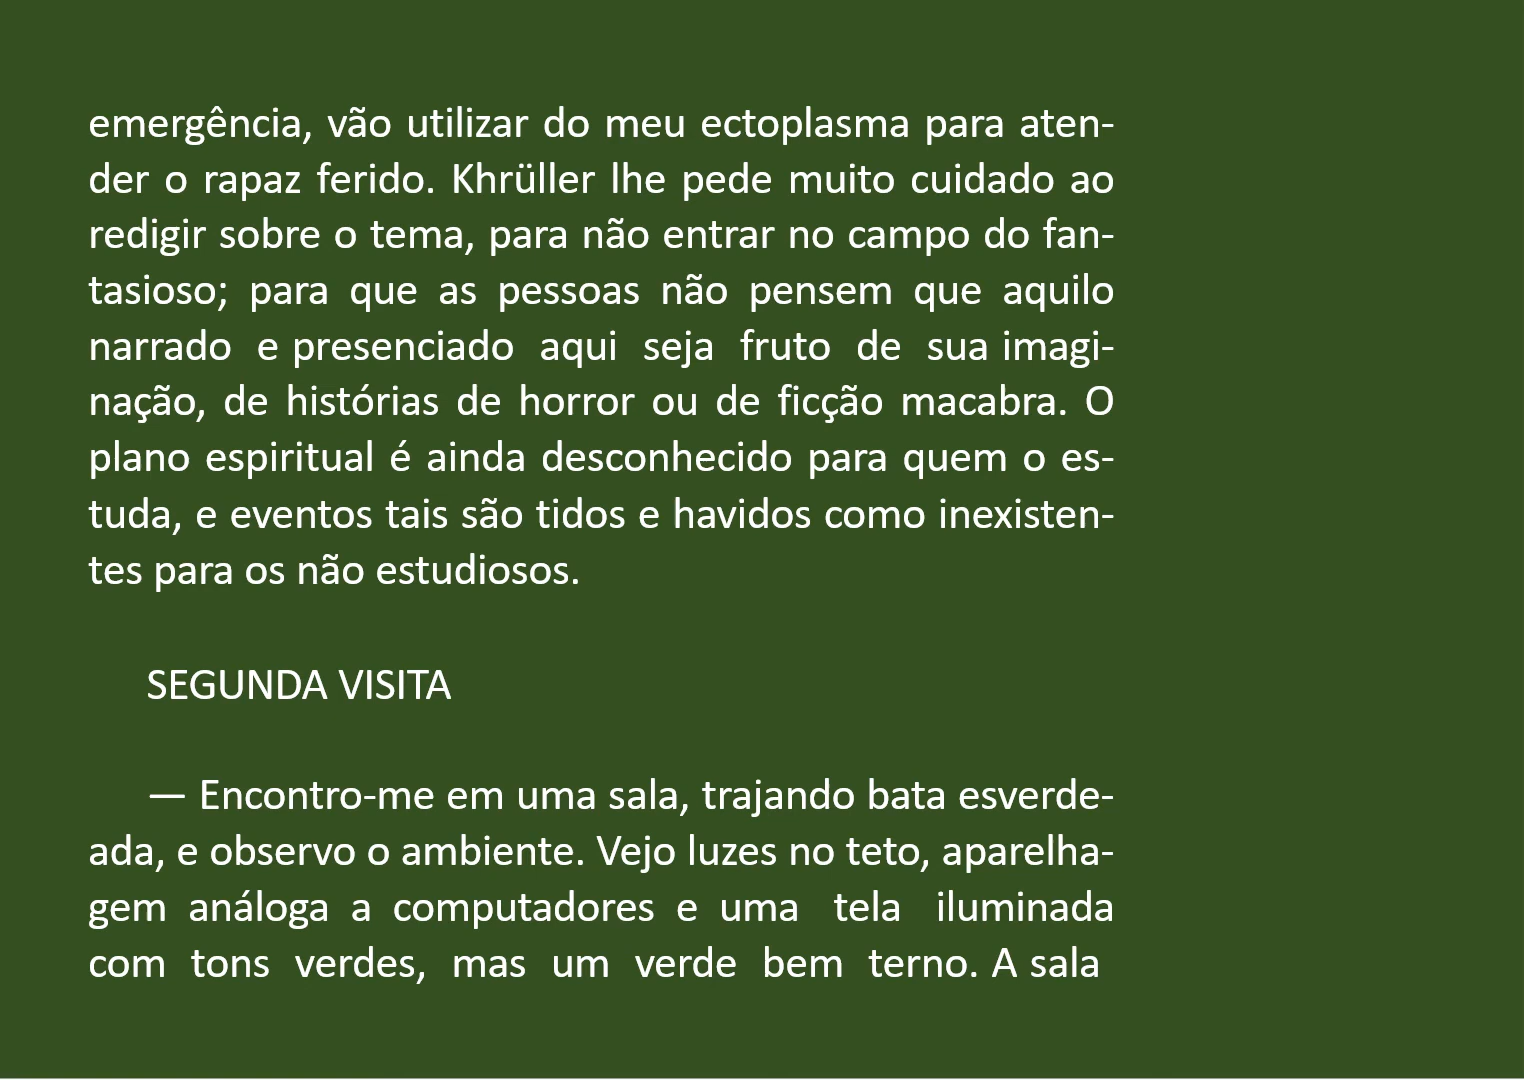 emergência, vão utilizar do meu ectoplasma para aten-
der o rapaz ferido. Khrüller lhe pede muito cuidado ao
redigir sobre o tema, para não entrar no campo do fan-
tasioso; para que as pessoas não pensem que aquilo
narrado e presenciado aqui seja fruto de sua imagi-
nação, de histórias de horror ou de ficção macabra. O
plano espiritual é ainda desconhecido para quem o es-
tuda, e eventos tais são tidos e havidos como inexisten-
tes para os não estudiosos.
SEGUNDA VISITA
— Encontro-me em uma sala, trajando bata esverde-
ada, e observo o ambiente. Vejo luzes no teto, aparelha-
gem análoga a computadores e uma tela iluminada
com tons verdes, mas um verde bem terno. A sala